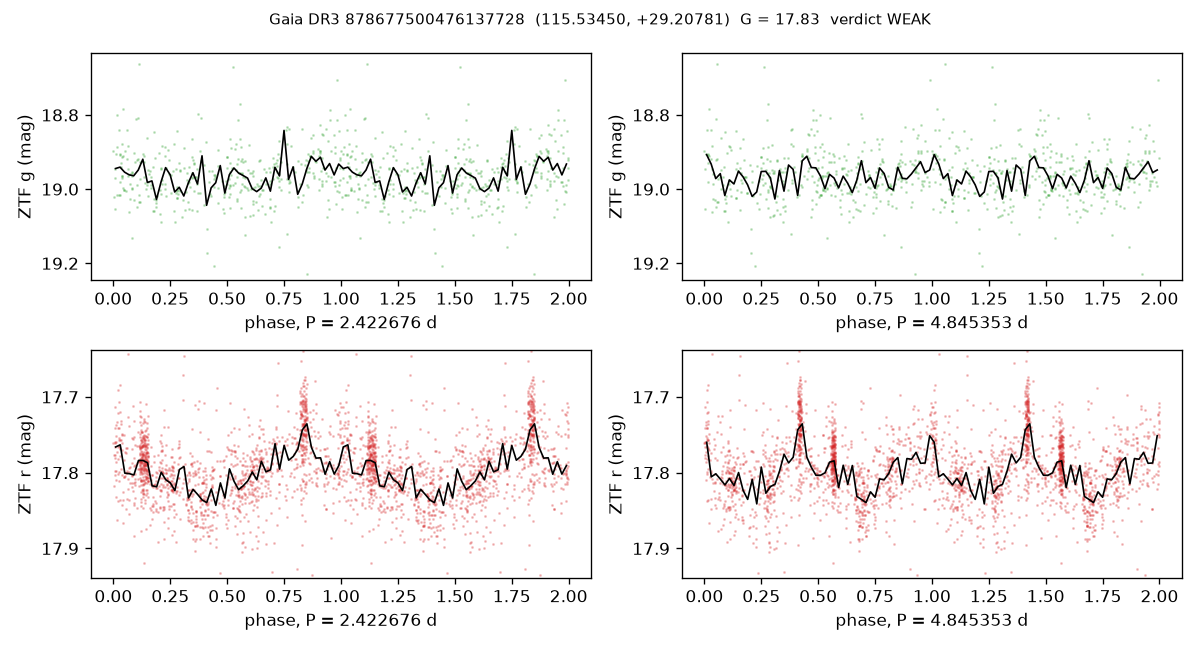 Gaia DR3 878677500476137728 (115.53450, +29.20781) G = 17.83 verdict WEAK
ZTF g (mag)
18.8
19.0
19.2
0.00 0.25 0.50 0.75 1.00 1.25 1.50 1.75 2.00
phase, P = 2.422676 d
ZTF g (mag)
18.8
19.0
19.2
0.00 0.25 0.50 0.75 1.00 1.25 1.50 1.75 2.00
phase, P = 4.845353 d
ZTF r (mag)
17.7
17.8
17.9
0.00 0.25 0.50 0.75 1.00 1.25 1.50 1.75 2.00
phase, P = 2.422676 d
ZTF r (mag)
17.7
17.8
17.9
0.00 0.25 0.50 0.75 1.00 1.25 1.50 1.75 2.00
phase, P = 4.845353 d